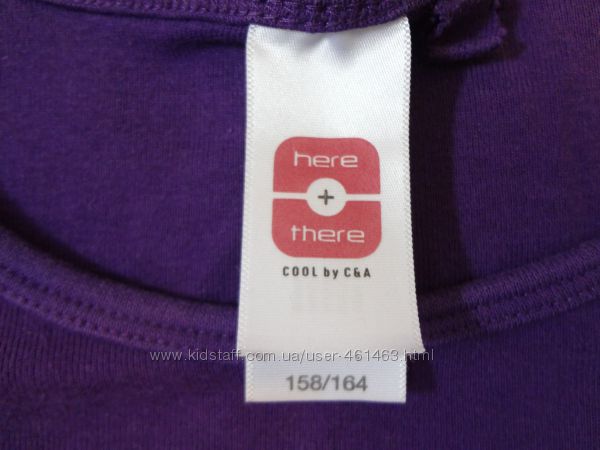 here
+
there
COOL by C&A
www.kidstaff.com.ua/user-461463.html
158/164